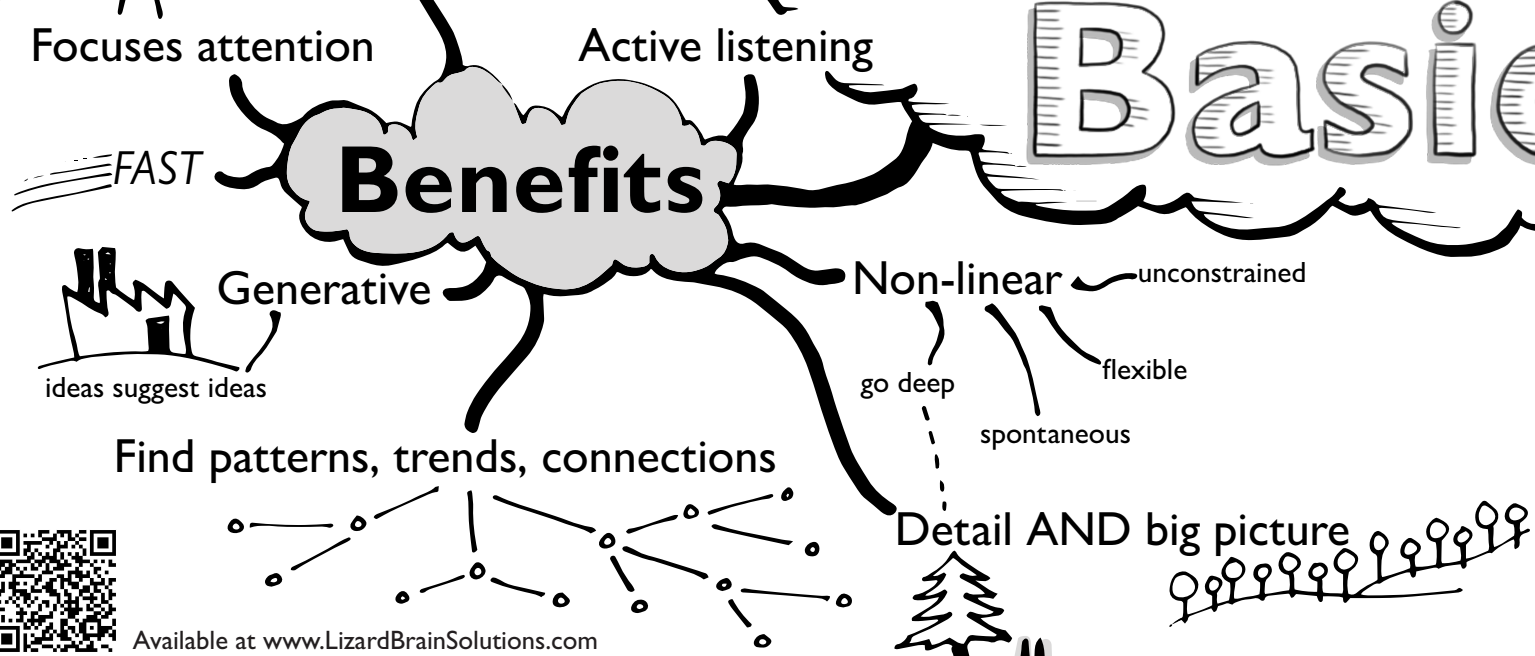 Focuses attention
Active listening
Basic
FAST
Benefits
Generative
Non-linear
unconstrained
ideas suggest ideas
go deep
flexible
spontaneous
Find patterns, trends, connections
Detail AND big picture
Available at www.LizardBrainSolutions.com